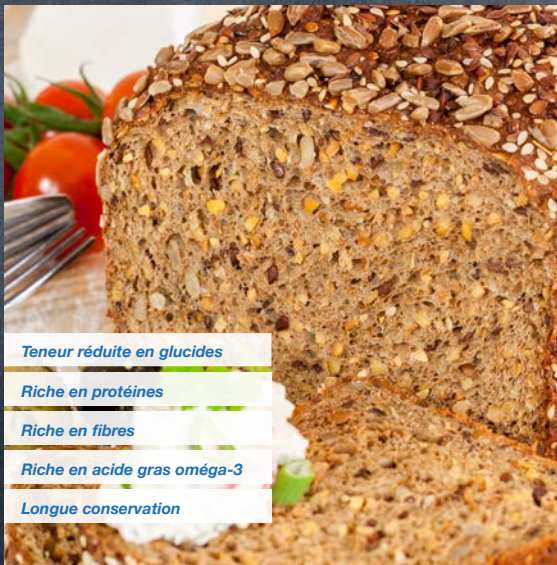 Teneur réduite en glucides
Riche en protéines
Riche en fibres
Riche en acide gras oméga-3
Longue conservation